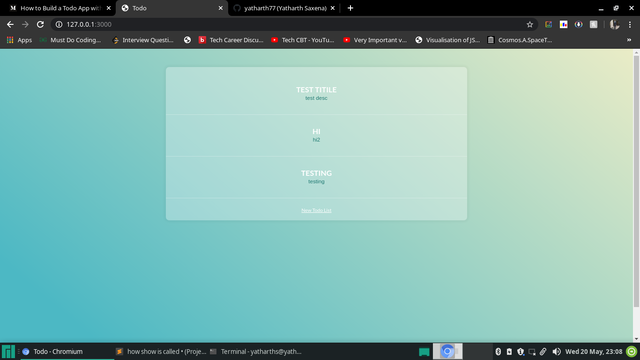 How to Build a Todo App wit
Todo
yatharth77 (Yatharth Saxena)
127.0.0.1:3000
Apps
Must Do Coding...
Interview Questi...
Tech Career Discu...
Tech CBT - YouTu...
Very Important v...
Visualisation of JS...
Cosmos.A.SpaceT...
»
TEST TITILE
test desc
HI
hi2
TESTING
testing
New Todo List
Todo - Chromium
how show is called • (Proje...
Terminal - yatharths@yath...
Wed 20 May, 23:08